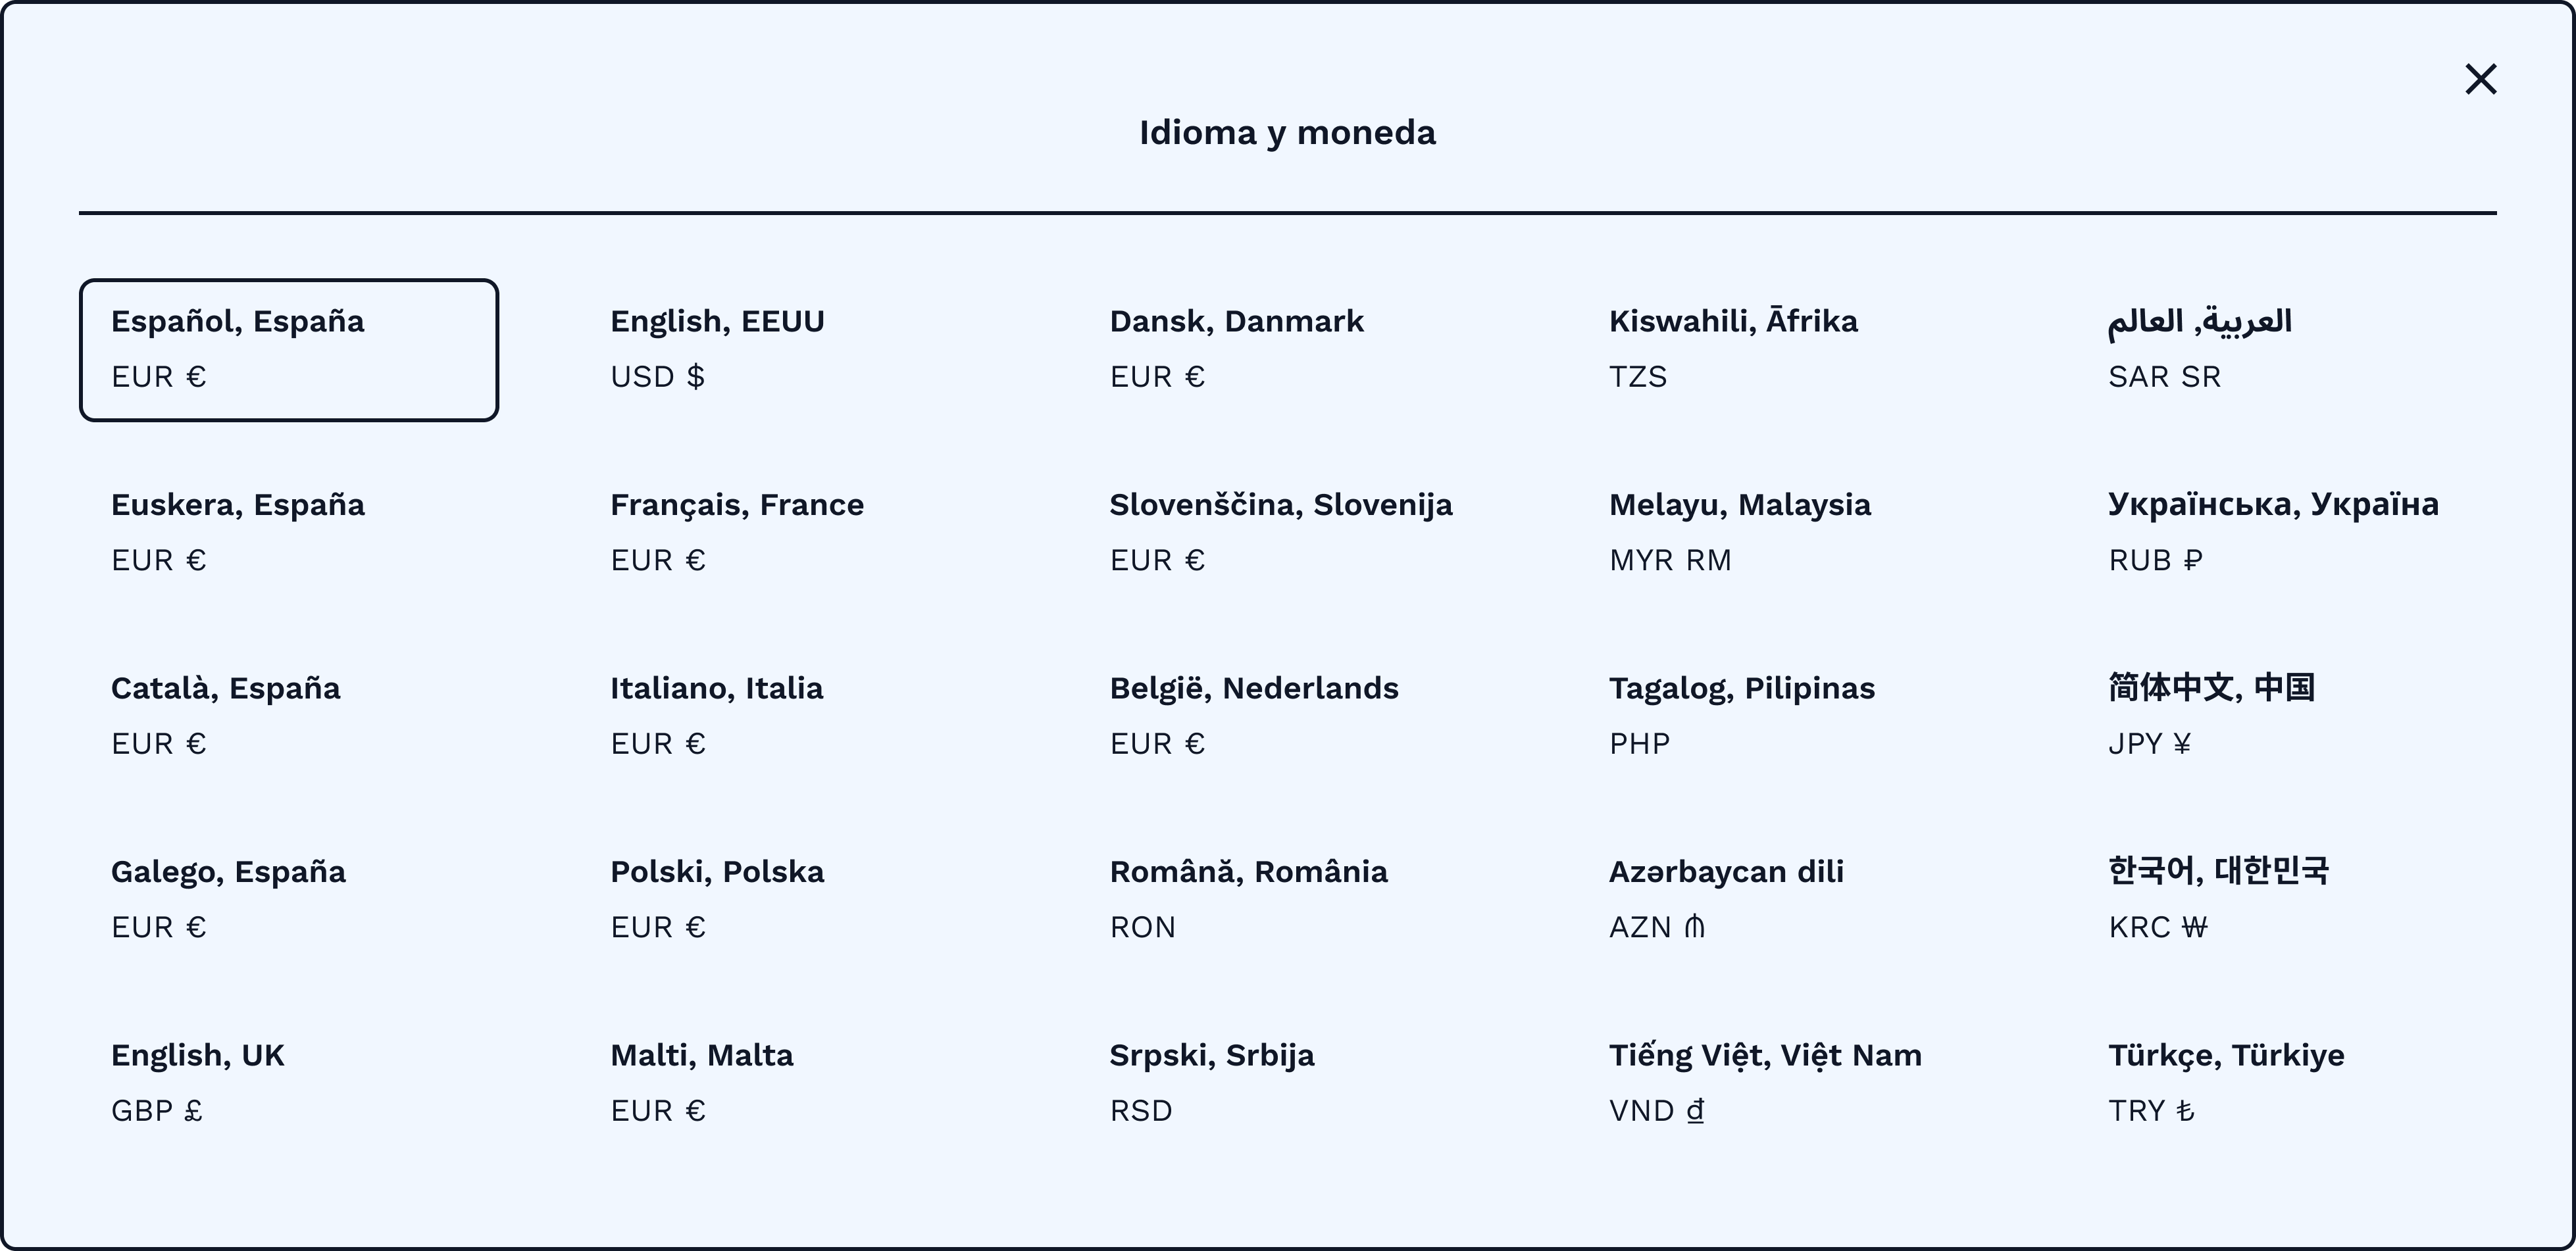 Idioma y moneda
Español, España
EUR €
English, EEUU
USD $
Dansk, Danmark
EUR €
Kiswahili, Āfrika
TZS
العربية, العالم
SAR SR
Euskera, España
EUR €
Français, France
EUR €
Slovenščina, Slovenija
EUR €
Melayu, Malaysia
MYR RM
Українська, Україна
RUB ₽
Català, España
EUR €
Italiano, Italia
EUR €
België, Nederlands
EUR €
Tagalog, Pilipinas
PHP
简体中文, 中国
JPY ¥
Galego, España
EUR €
Polski, Polska
EUR €
Română, România
RON
Azərbaycan dili
AZN ₼
한국어, 대한민국
KRC ₩
English, UK
GBP £
Malti, Malta
EUR €
Srpski, Srbija
RSD
Tiếng Việt, Việt Nam
VND ₫
Türkçe, Türkiye
TRY ₺